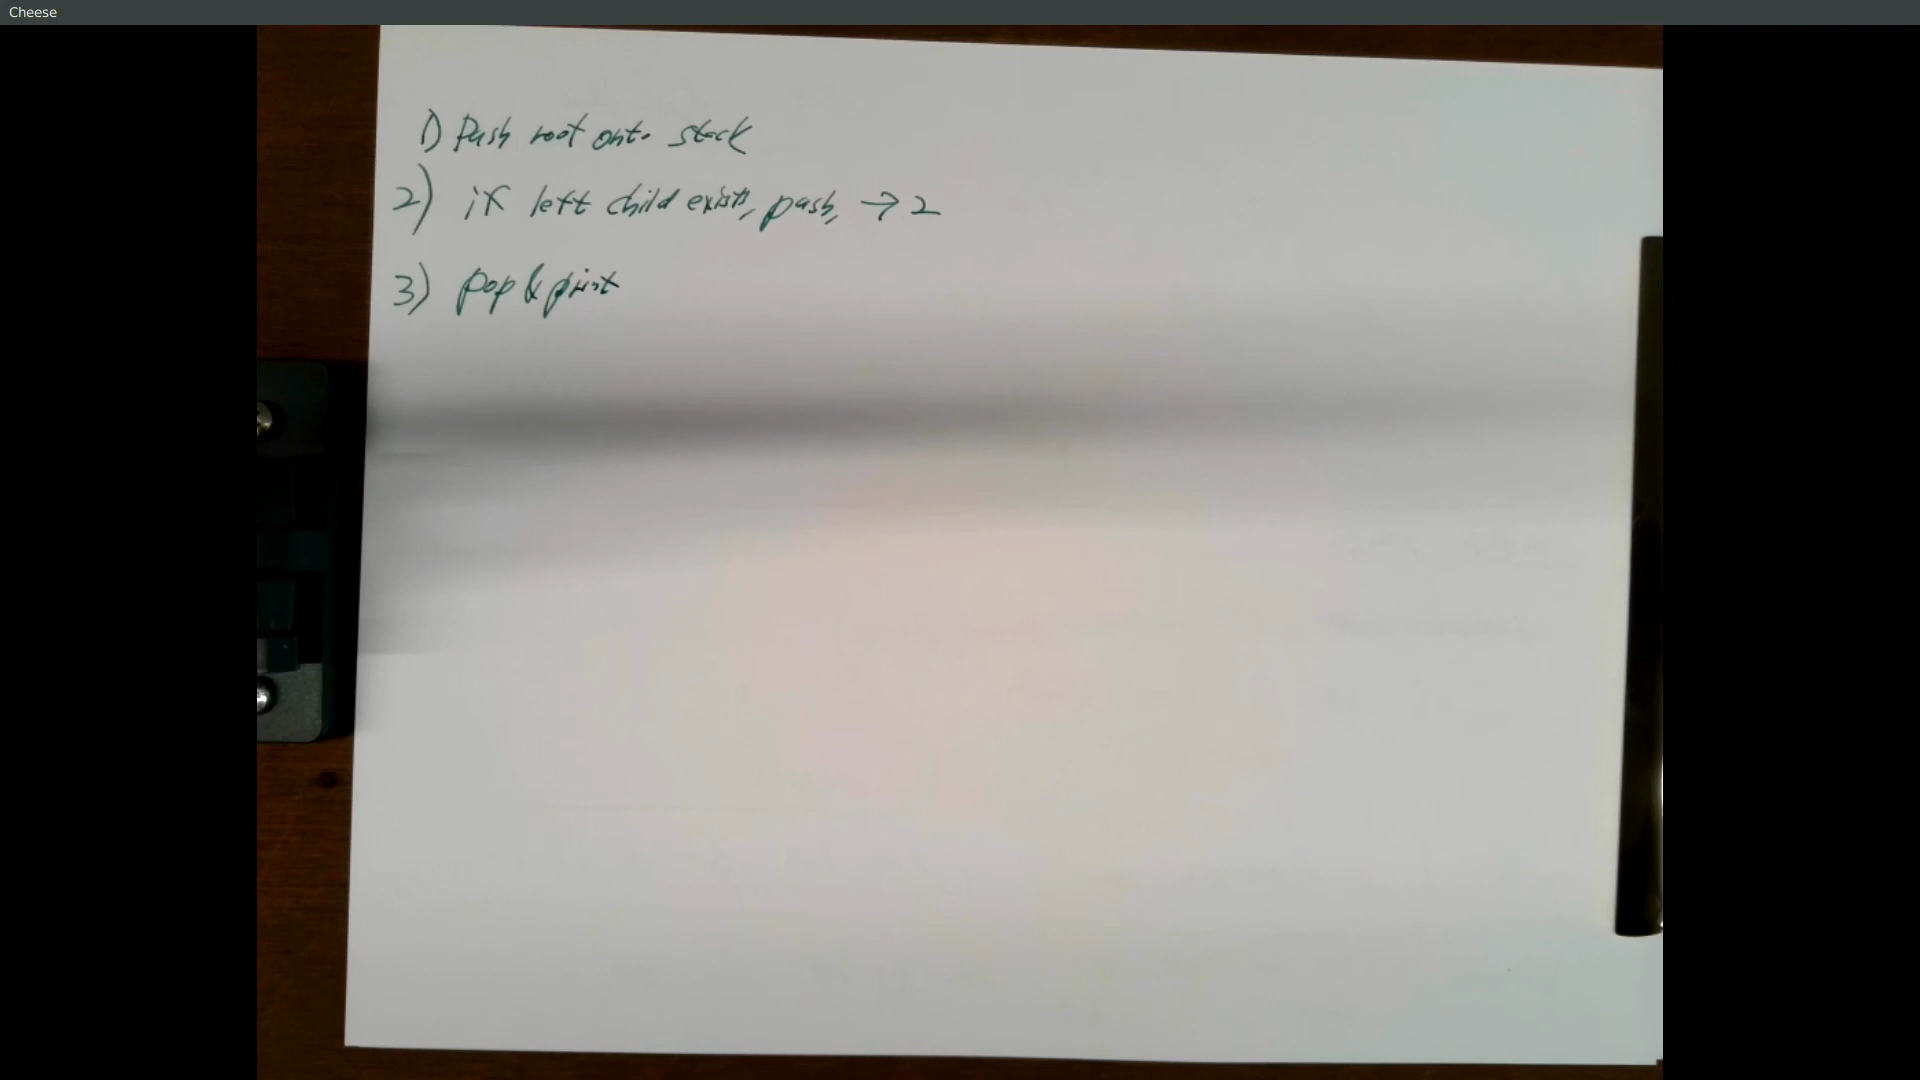 Cheese
1) Push root onto stack
2) if left child exists, push, → 2
3) pop & print